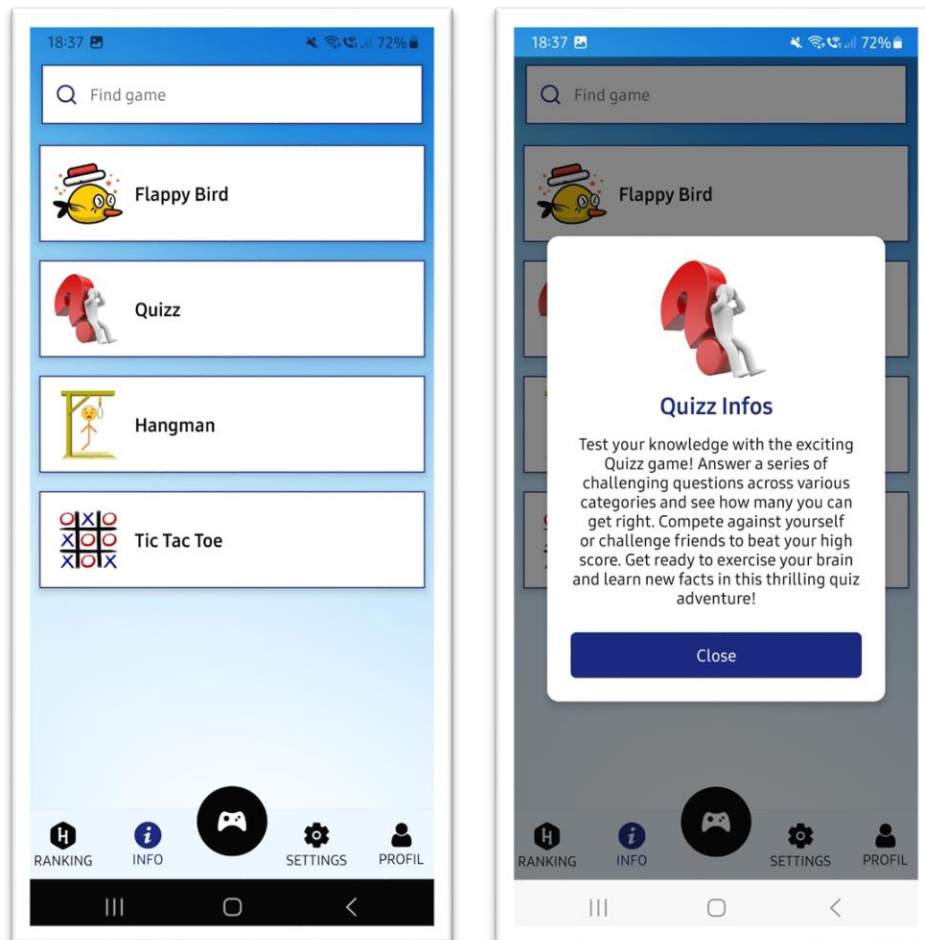 18:37
72%
Find game
Flappy Bird
Quizz
Hangman
Tic Tac Toe
H
RANKING
i
INFO
SETTINGS
PROFIL
18:37
72%
Find game
Flappy Bird
Quizz Infos
Test your knowledge with the exciting
Quizz game! Answer a series of
challenging questions across various
categories and see how many you can
get right. Compete against yourself
or challenge friends to beat your high
score. Get ready to exercise your brain
and learn new facts in this thrilling quiz
adventure!
Close
H
RANKING
i
INFO
SETTINGS
PROFIL